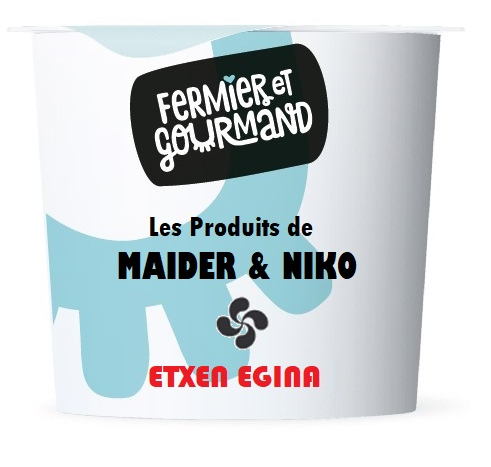 FERMIER ET
GOURMAND
Les Produits de
MAIDER & NIKO
ETXEN EGINA